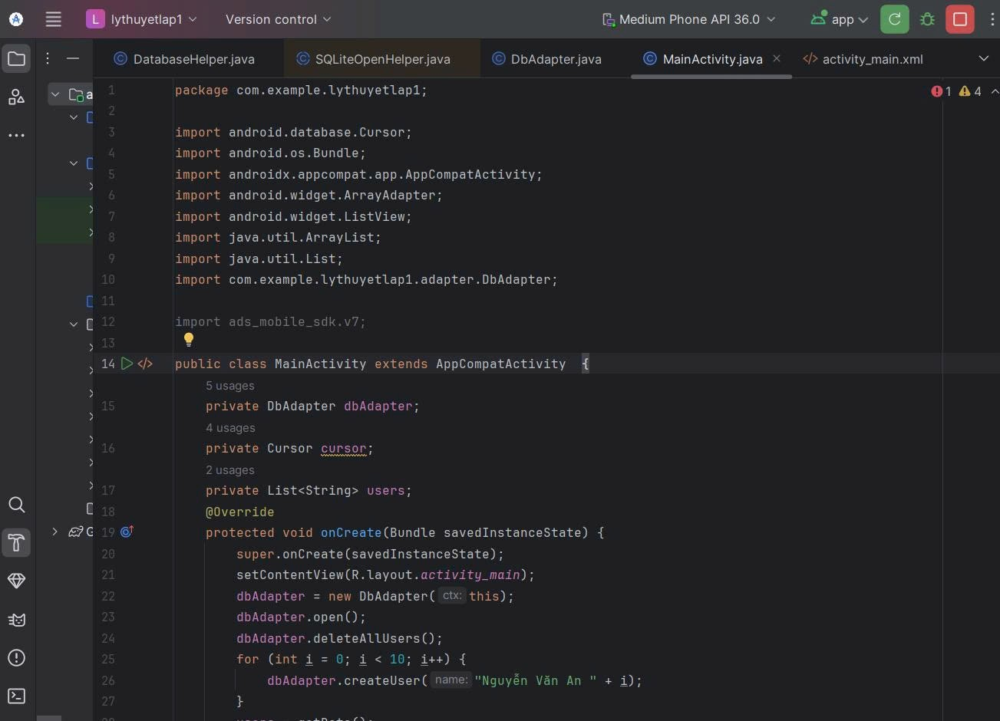 L lythuyetlap1 Version control Medium Phone API 36.0 app
DatabaseHelper.java SQLiteOpenHelper.java DbAdapter.java MainActivity.java activity_main.xml
1 package com.example.lythuyetlap1; 1 4
2
3 import android.database.Cursor;
4 import android.os.Bundle;
5 import androidx.appcompat.app.AppCompatActivity;
6 import android.widget.ArrayAdapter;
7 import android.widget.ListView;
8 import java.util.ArrayList;
9 import java.util.List;
10 import com.example.lythuyetlap1.adapter.DbAdapter;
11
12 import ads_mobile_sdk.v7;
13
14 public class MainActivity extends AppCompatActivity {
5 usages
15 private DbAdapter dbAdapter;
4 usages
16 private Cursor cursor;
2 usages
17 private List<String> users;
18 @Override
19 protected void onCreate(Bundle savedInstanceState) {
20 super.onCreate(savedInstanceState);
21 setContentView(R.layout.activity_main);
22 dbAdapter = new DbAdapter( ctx: this);
23 dbAdapter.open();
24 dbAdapter.deleteAllUsers();
25 for (int i = 0; i < 10; i++) {
26 dbAdapter.createUser( name: "Nguyễn Văn An " + i);
27 }